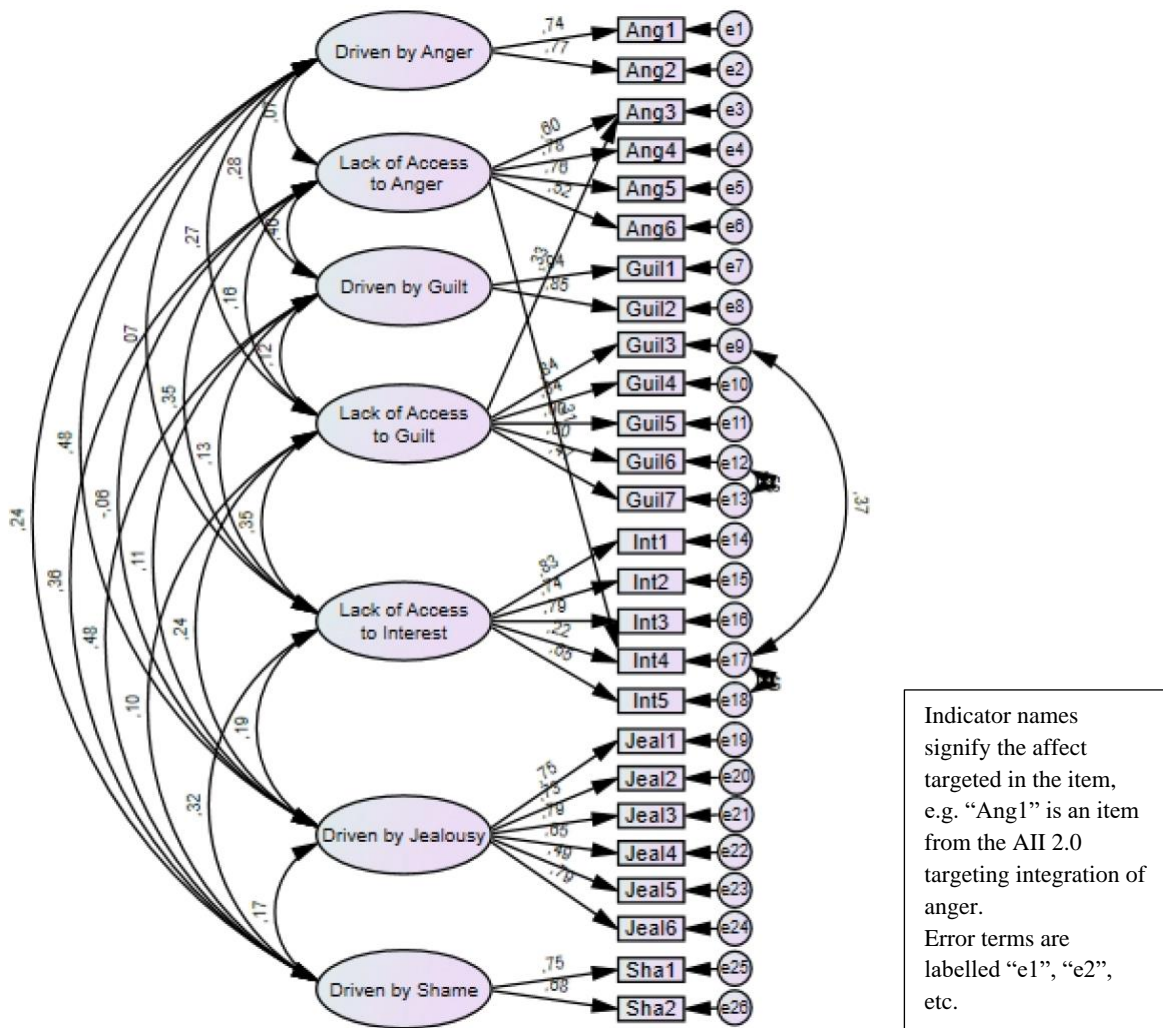 Driven by Anger
Lack of Access
to Anger
Driven by Guilt
Lack of Access
to Guilt
Lack of Access
to Interest
Driven by Jealousy
Driven by Shame
Ang1
Ang2
Ang3
Ang4
Ang5
Ang6
Guil1
Guil2
Guil3
Guil4
Guil5
Guil6
Guil7
Int1
Int2
Int3
Int4
Int5
Jeal1
Jeal2
Jeal3
Jeal4
Jeal5
Jeal6
Sha1
Sha2
e1
e2
e3
e4
e5
e6
e7
e8
e9
e10
e11
e12
e13
e14
e15
e16
e17
e18
e19
e20
e21
e22
e23
e24
e25
e26
,74
,77
,60
,78
,76
,52
,33
,85
,83
,74
,79
,22
,65
,75
,79
,65
,49
,79
,75
,68
,28
,27
,16
,12
,07
,35
,13
,35
,48
-,06
,11
,24
,19
,24
,36
,48
,10
,32
,17
,37
Indicator names
signify the affect
targeted in the item,
e.g. “Ang1” is an item
from the AII 2.0
targeting integration of
anger.
Error terms are
labelled “e1”, “e2”,
etc.